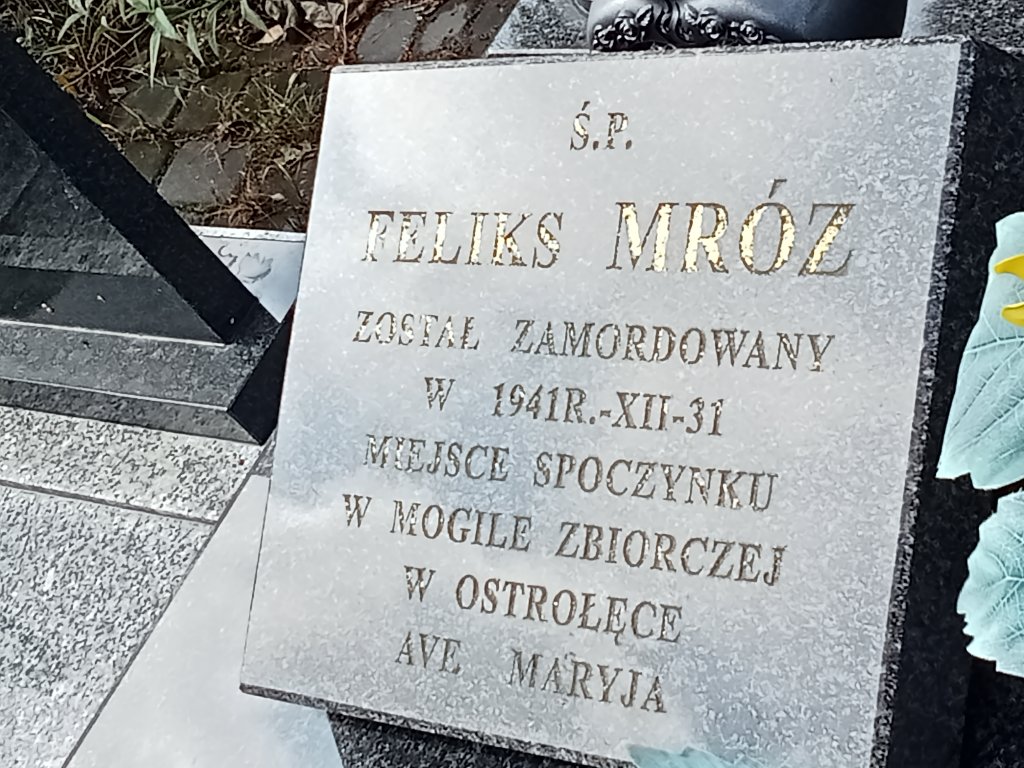 Ś.P.
FELIKS MRÓZ
ZOSTAŁ ZAMORDOWANY
W 1941R.-XII-31
MIEJSCE SPOCZYNKU
W MOGILE ZBIORCZEJ
W OSTROŁĘCE
AVE MARYJA